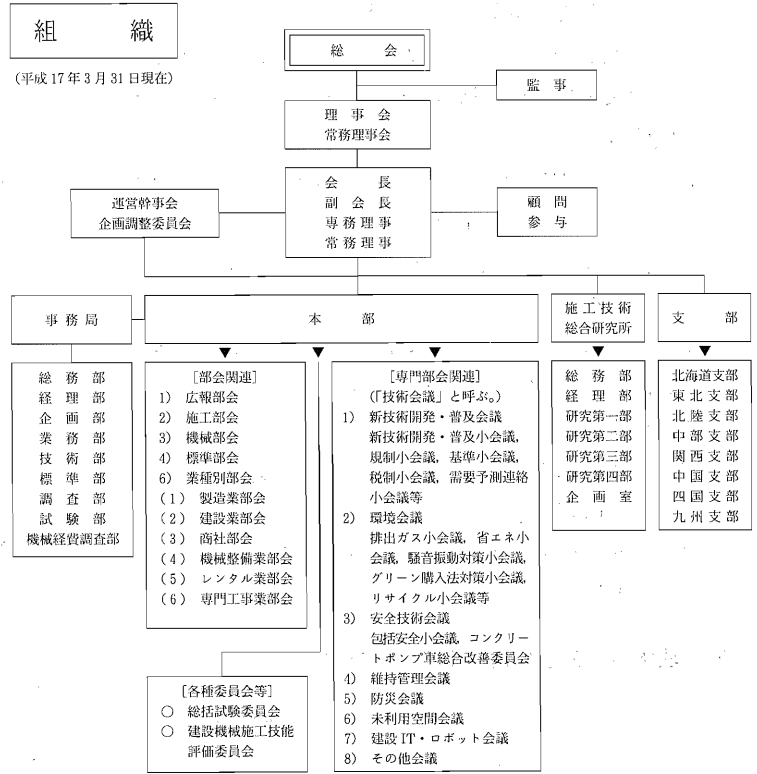 組織
(平成17年3月31日現在)
総会
監事
理事会
常務理事会
会長
副会長
専務理事
常務理事
運営幹事会
企画調整委員会
顧問
参与
事務局
本部
施工技術
総合研究所
支部
総務部
経理部
企画部
業務部
技術部
標準部
調査部
試験部
機械経費調査部
[部会関連]
1) 広報部会
2) 施工部会
3) 機械部会
4) 標準部会
6) 業種別部会
(1) 製造業部会
(2) 建設業部会
(3) 商社部会
(4) 機械整備業部会
(5) レンタル業部会
(6) 専門工事業部会
[各種委員会等]
○ 総括試験委員会
○ 建設機械施工技能
評価委員会
[専門部会関連]
(「技術会議」と呼ぶ。)
1) 新技術開発・普及会議
新技術開発・普及小会議,
規制小会議, 基準小会議,
税制小会議, 需要予測連絡
小会議等
2) 環境会議
排出ガス小会議, 省エネ小
会議, 騒音振動対策小会議,
グリーン購入法対策小会議,
リサイクル小会議等
3) 安全技術会議
包括安全小会議, コンクリー
トポンプ車総合改善委員会
4) 維持管理会議
5) 防災会議
6) 未利用空間会議
7) 建設IT・ロボット会議
8) その他会議
総務部
経理部
研究第一部
研究第二部
研究第三部
研究第四部
企画室
北海道支部
東北支部
北陸支部
中部支部
関西支部
中国支部
四国支部
九州支部